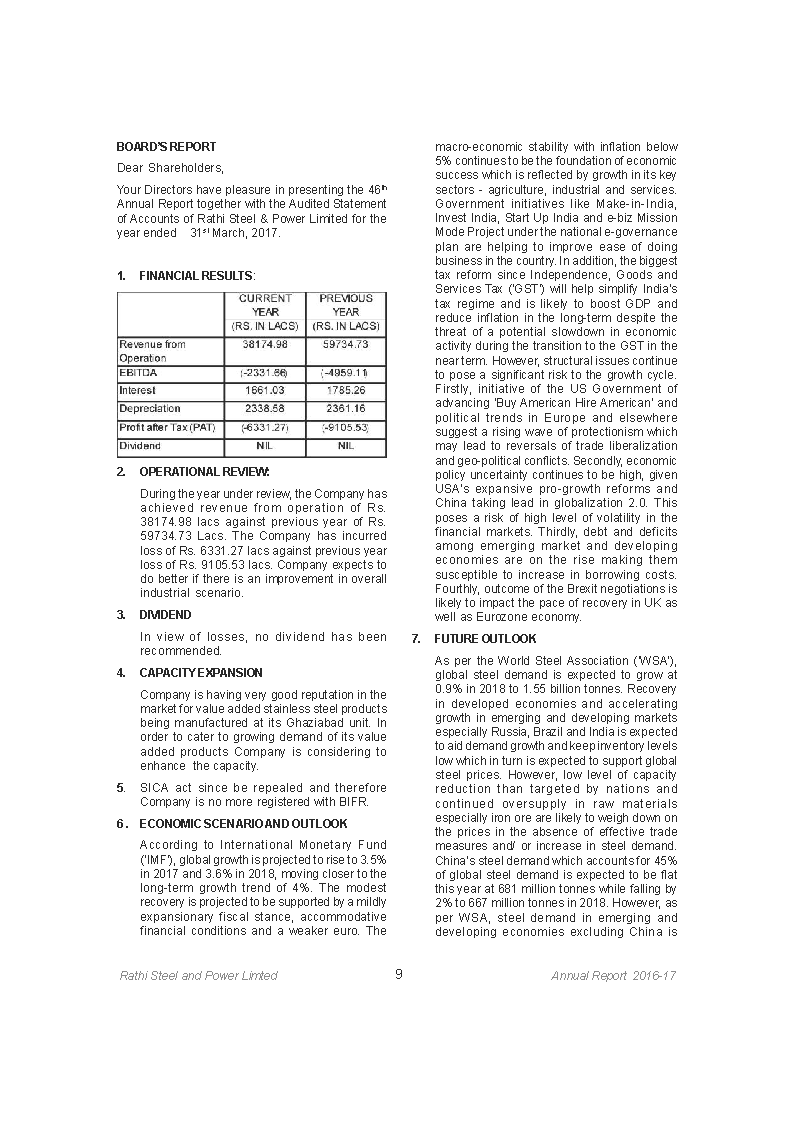 BOARD'S REPORT
Dear Shareholders,
Your Directors have pleasure in presenting the 46th
Annual Report together with the Audited Statement
of Accounts of Rathi Steel & Power Limited for the
year ended 31st March, 2017.
1. FINANCIAL RESULTS:
CURRENT YEAR (RS. IN LACS) PREVIOUS YEAR (RS. IN LACS)
Revenue from Operation 38174.98 59734.73
EBITDA (-2331.66) (-4959.11)
Interest 1661.03 1785.26
Depreciation 2338.58 2361.16
Profit after Tax (PAT) (-6331.27) (-9105.53)
Dividend NIL NIL
2. OPERATIONAL REVIEW:
During the year under review, the Company has
achieved revenue from operation of Rs.
38174.98 lacs against previous year of Rs.
59734.73 Lacs. The Company has incurred
loss of Rs. 6331.27 lacs against previous year
loss of Rs. 9105.53 lacs. Company expects to
do better if there is an improvement in overall
industrial scenario.
3. DIVIDEND
In view of losses, no dividend has been
recommended.
4. CAPACITY EXPANSION
Company is having very good reputation in the
market for value added stainless steel products
being manufactured at its Ghaziabad unit. In
order to cater to growing demand of its value
added products Company is considering to
enhance the capacity.
5. SICA act since be repealed and therefore
Company is no more registered with BIFR.
6. ECONOMIC SCENARIO AND OUTLOOK
According to International Monetary Fund
('IMF'), global growth is projected to rise to 3.5%
in 2017 and 3.6% in 2018, moving closer to the
long-term growth trend of 4%. The modest
recovery is projected to be supported by a mildly
expansionary fiscal stance, accommodative
financial conditions and a weaker euro. The
macro-economic stability with inflation below
5% continues to be the foundation of economic
success which is reflected by growth in its key
sectors - agriculture, industrial and services.
Government initiatives like Make-in-India,
Invest India, Start Up India and e-biz Mission
Mode Project under the national e-governance
plan are helping to improve ease of doing
business in the country. In addition, the biggest
tax reform since Independence, Goods and
Services Tax ('GST') will help simplify India's
tax regime and is likely to boost GDP and
reduce inflation in the long-term despite the
threat of a potential slowdown in economic
activity during the transition to the GST in the
near term. However, structural issues continue
to pose a significant risk to the growth cycle.
Firstly, initiative of the US Government of
advancing 'Buy American Hire American' and
political trends in Europe and elsewhere
suggest a rising wave of protectionism which
may lead to reversals of trade liberalization
and geo-political conflicts. Secondly, economic
policy uncertainty continues to be high, given
USA's expansive pro-growth reforms and
China taking lead in globalization 2.0. This
poses a risk of high level of volatility in the
financial markets. Thirdly, debt and deficits
among emerging market and developing
economies are on the rise making them
susceptible to increase in borrowing costs.
Fourthly, outcome of the Brexit negotiations is
likely to impact the pace of recovery in UK as
well as Eurozone economy.
7. FUTURE OUTLOOK
As per the World Steel Association ('WSA'),
global steel demand is expected to grow at
0.9% in 2018 to 1.55 billion tonnes. Recovery
in developed economies and accelerating
growth in emerging and developing markets
especially Russia, Brazil and India is expected
to aid demand growth and keep inventory levels
low which in turn is expected to support global
steel prices. However, low level of capacity
reduction than targeted by nations and
continued oversupply in raw materials
especially iron ore are likely to weigh down on
the prices in the absence of effective trade
measures and/ or increase in steel demand.
China's steel demand which accounts for 45%
of global steel demand is expected to be flat
this year at 681 million tonnes while falling by
2% to 667 million tonnes in 2018. However, as
per WSA, steel demand in emerging and
developing economies excluding China is
Rathi Steel and Power Limted 9 Annual Report 2016-17